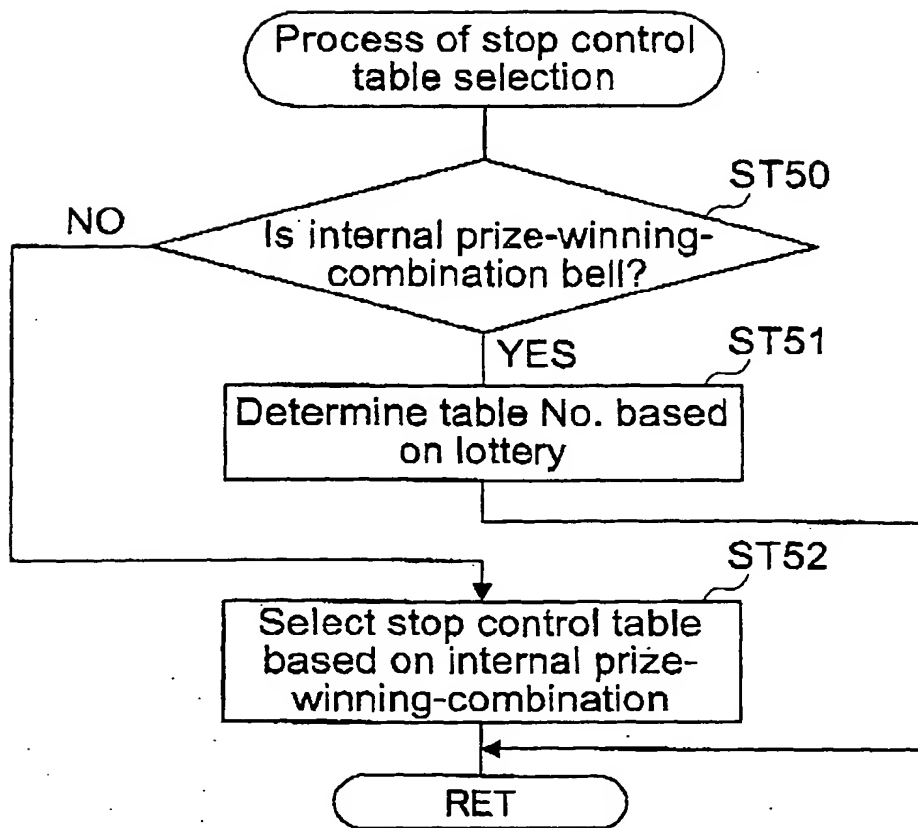 Process of stop control
table selection
ST50
NO
Is internal prize-winning-
combination bell?
YES
ST51
Determine table No. based
on lottery
ST52
Select stop control table
based on internal prize-
winning-combination
RET